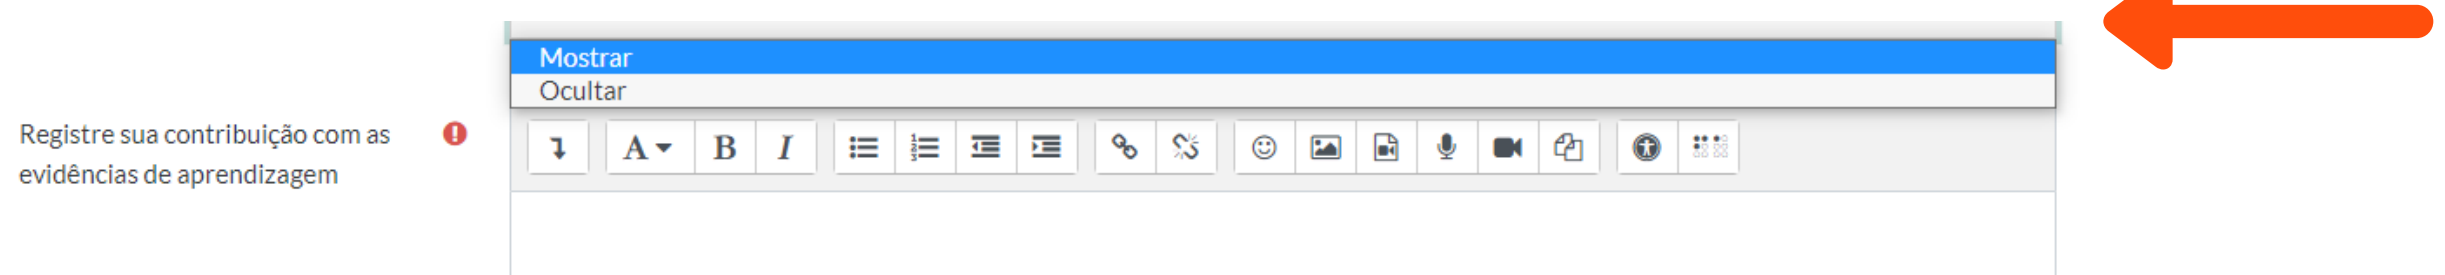 Mostrar
Ocultar
Registre sua contribuição com as
evidências de aprendizagem
A B I